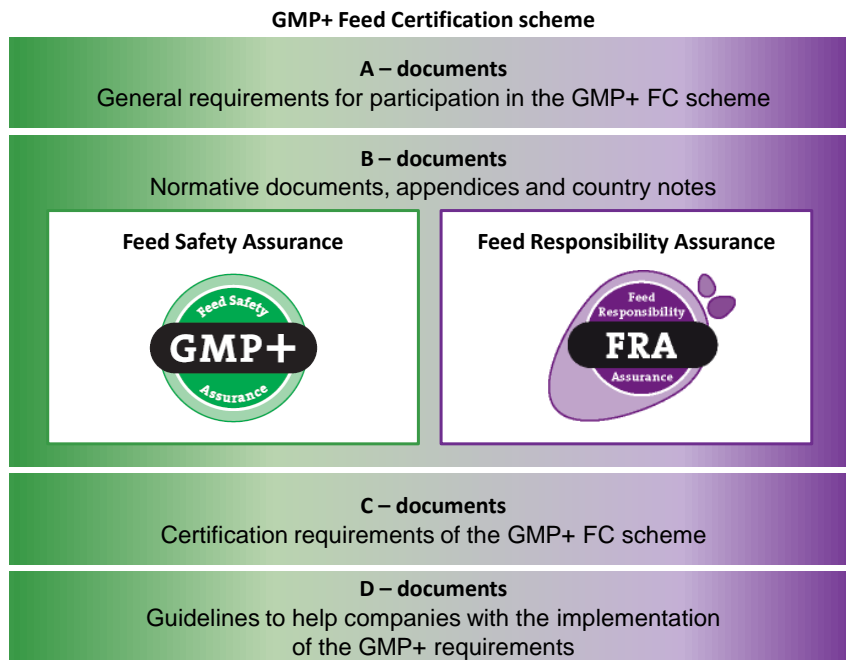 GMP+ Feed Certification scheme
A – documents
General requirements for participation in the GMP+ FC scheme
B – documents
Normative documents, appendices and country notes
Feed Safety Assurance
Feed Safety
GMP+
Assurance
Feed Responsibility Assurance
Feed
Responsibility
FRA
Assurance
C – documents
Certification requirements of the GMP+ FC scheme
D – documents
Guidelines to help companies with the implementation
of the GMP+ requirements